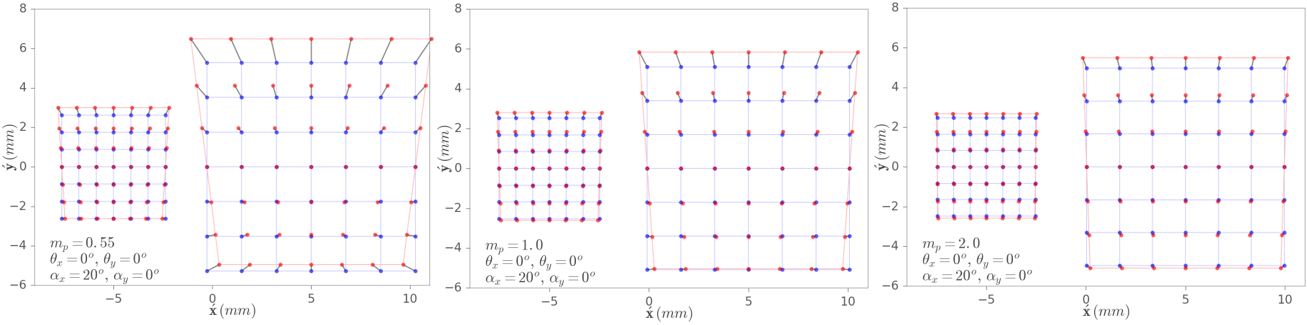 8
6
4
2
0
−2
−4
−6
ý (mm)
m_p = 0.55
θ_x = 0°, θ_y = 0°
α_x = 20°, α_y = 0°
−5
0
5
10
x́ (mm)
8
6
4
2
0
−2
−4
−6
ý (mm)
m_p = 1.0
θ_x = 0°, θ_y = 0°
α_x = 20°, α_y = 0°
−5
0
5
10
x́ (mm)
8
6
4
2
0
−2
−4
−6
ý (mm)
m_p = 2.0
θ_x = 0°, θ_y = 0°
α_x = 20°, α_y = 0°
−5
0
5
10
x́ (mm)